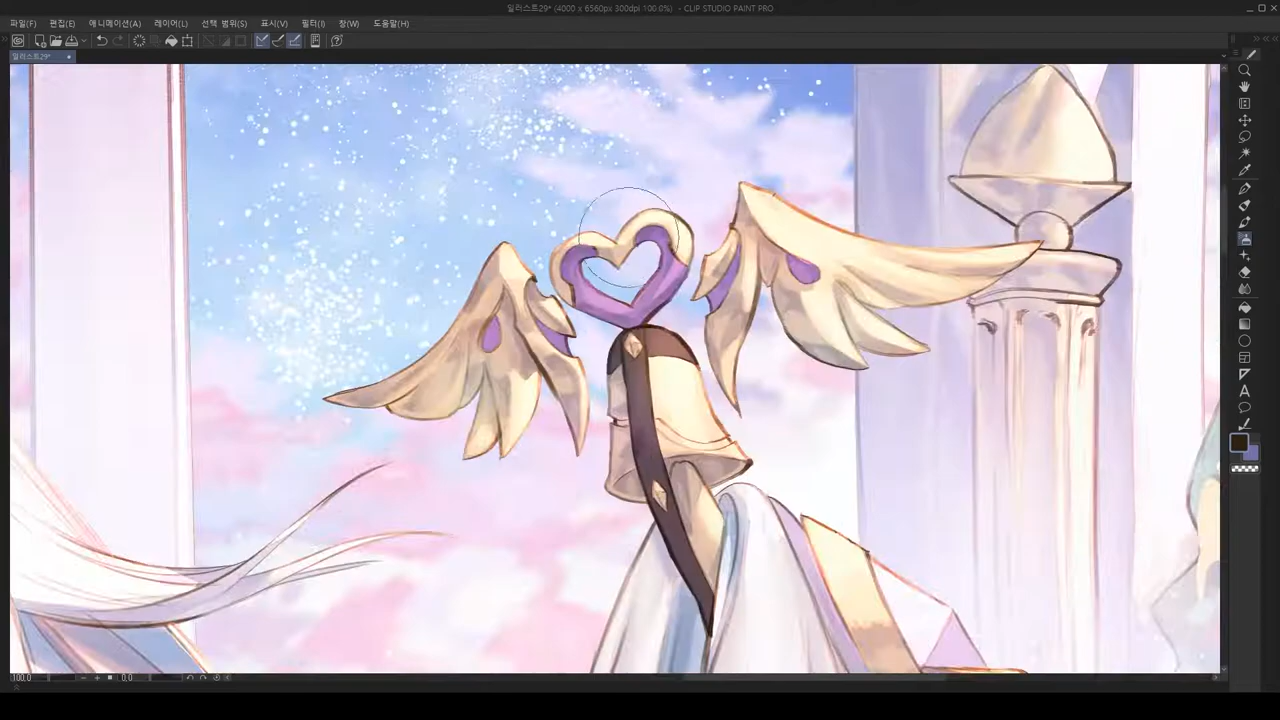 일러스트29* (4000 x 6560px 300dpi 100.0%) - CLIP STUDIO PAINT PRO
파일(F) 편집(E) 애니메이션(A) 레이어(L) 선택 범위(S) 표시(V) 필터(I) 창(W) 도움말(H)
일러스트29*
100.0 0.0